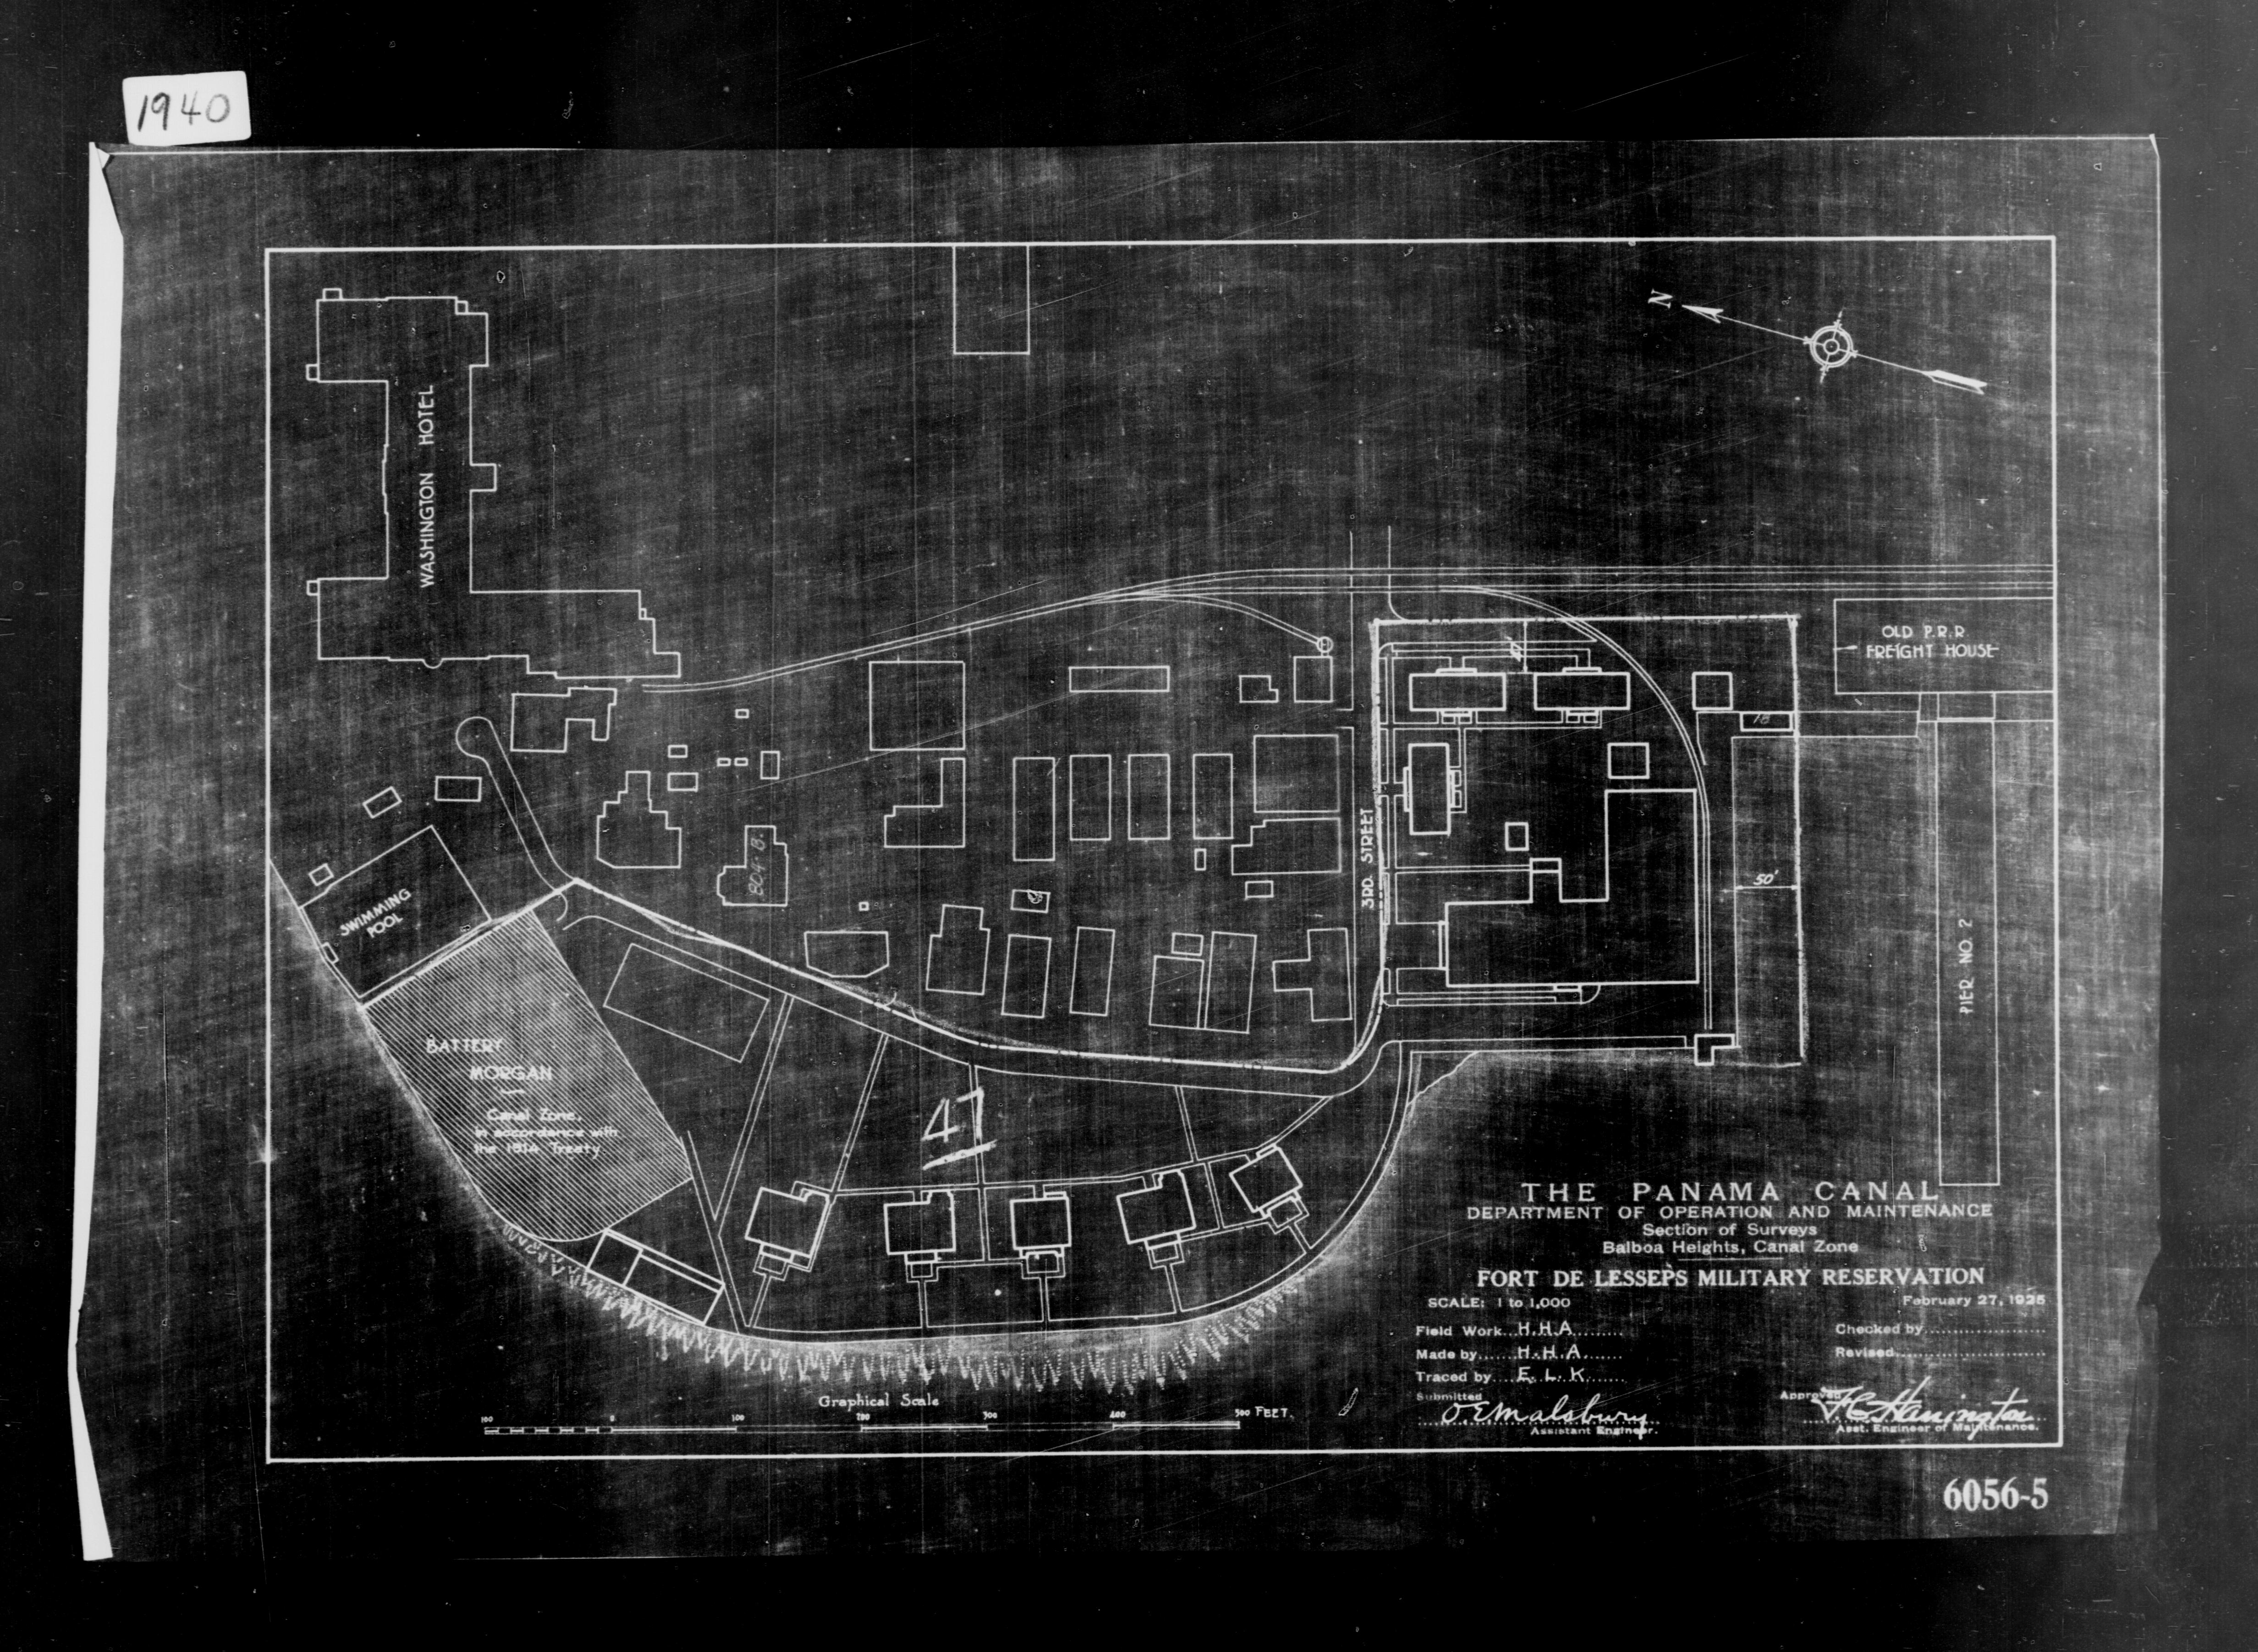 1940
N
WASHINGTON HOTEL
OLD P.R.R
FREIGHT HOUSE
18
3RD. STREET
804 B.
50'
SWIMMING
POOL
PIER NO. 2
BATTERY
MORGAN
Canal Zone,
in accordance with
the 1914 Treaty
47
THE PANAMA CANAL
DEPARTMENT OF OPERATION AND MAINTENANCE
Section of Surveys
Balboa Heights, Canal Zone
FORT DE LESSEPS MILITARY RESERVATION
SCALE: 1 to 1,000 February 27, 1925
Field Work...H.H.A......... Checked by......................
Made by......H.H.A....... Revised............................
Traced by....E.L.K....... 
Submitted Approved
O.E.Malsbury F.C.Harrington
Assistant Engineer. Asst. Engineer of Maintenance.
Graphical Scale
100 0 100 200 300 400 500 FEET.
6056-5